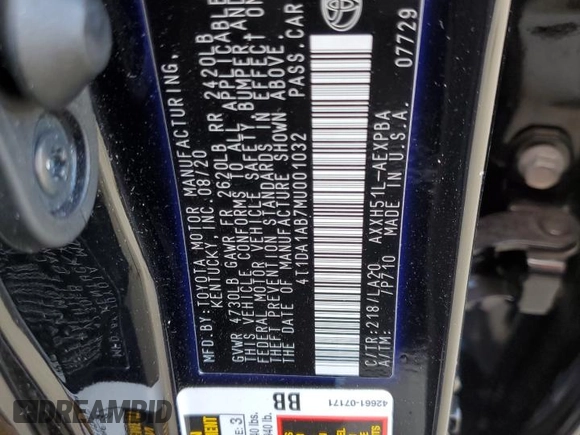 MFD.BY:TOYOTA MOTOR MANUFACTURING,
KENTUCKY, INC. 08/20
GVWR 4730LB GAWR FR 2620LB RR 2420LB
THIS VEHICLE CONFORMS TO ALL APPLICABLE
FEDERAL MOTOR VEHICLE SAFETY, BUMPER, AND
THEFT PREVENTION STANDARDS IN EFFECT ON
THE DATE OF MANUFACTURE SHOWN ABOVE.
4T1DA1AB7MU001032 PASS.CAR
C/TR:218/LA20 AXXH51L-AEXPBA
A/TM: 7P710 MADE IN U.S.A.
07729
42661-07171
BB
DREAMBID